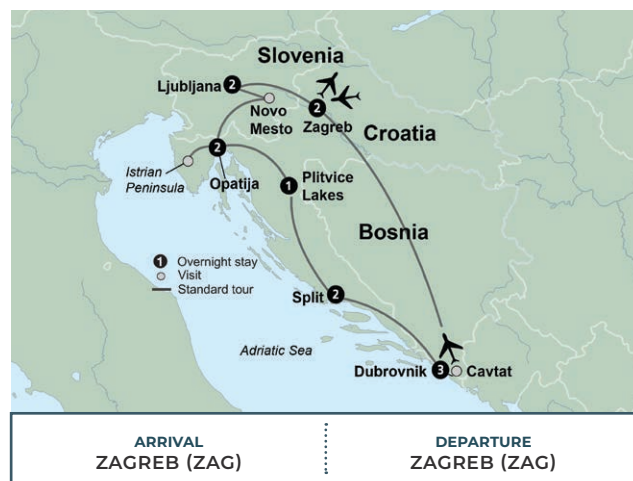 Slovenia
Ljubljana
2
2
Novo
Mesto
Zagreb
Croatia
2
Istrian
Peninsula
Opatija
1
Plitvice
Lakes
Bosnia
1 Overnight stay
Visit
Standard tour
Split
2
Adriatic Sea
Dubrovnik
3
Cavtat
ARRIVAL
ZAGREB (ZAG)
DEPARTURE
ZAGREB (ZAG)